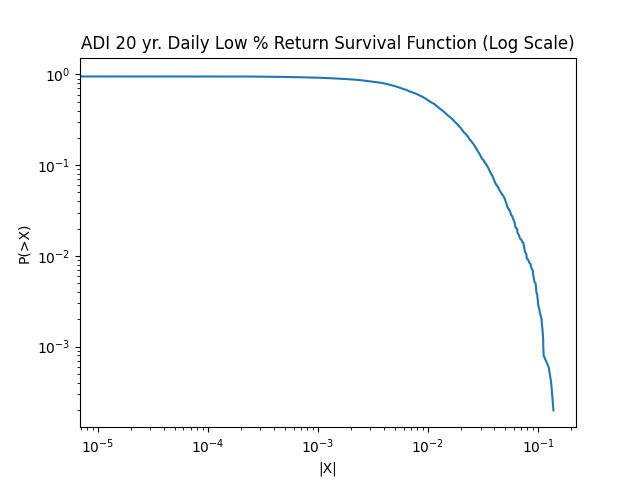 ADI 20 yr. Daily Low % Return Survival Function (Log Scale)
10⁰
10⁻¹
10⁻²
10⁻³
P(>X)
10⁻⁵ 10⁻⁴ 10⁻³ 10⁻² 10⁻¹
|X|